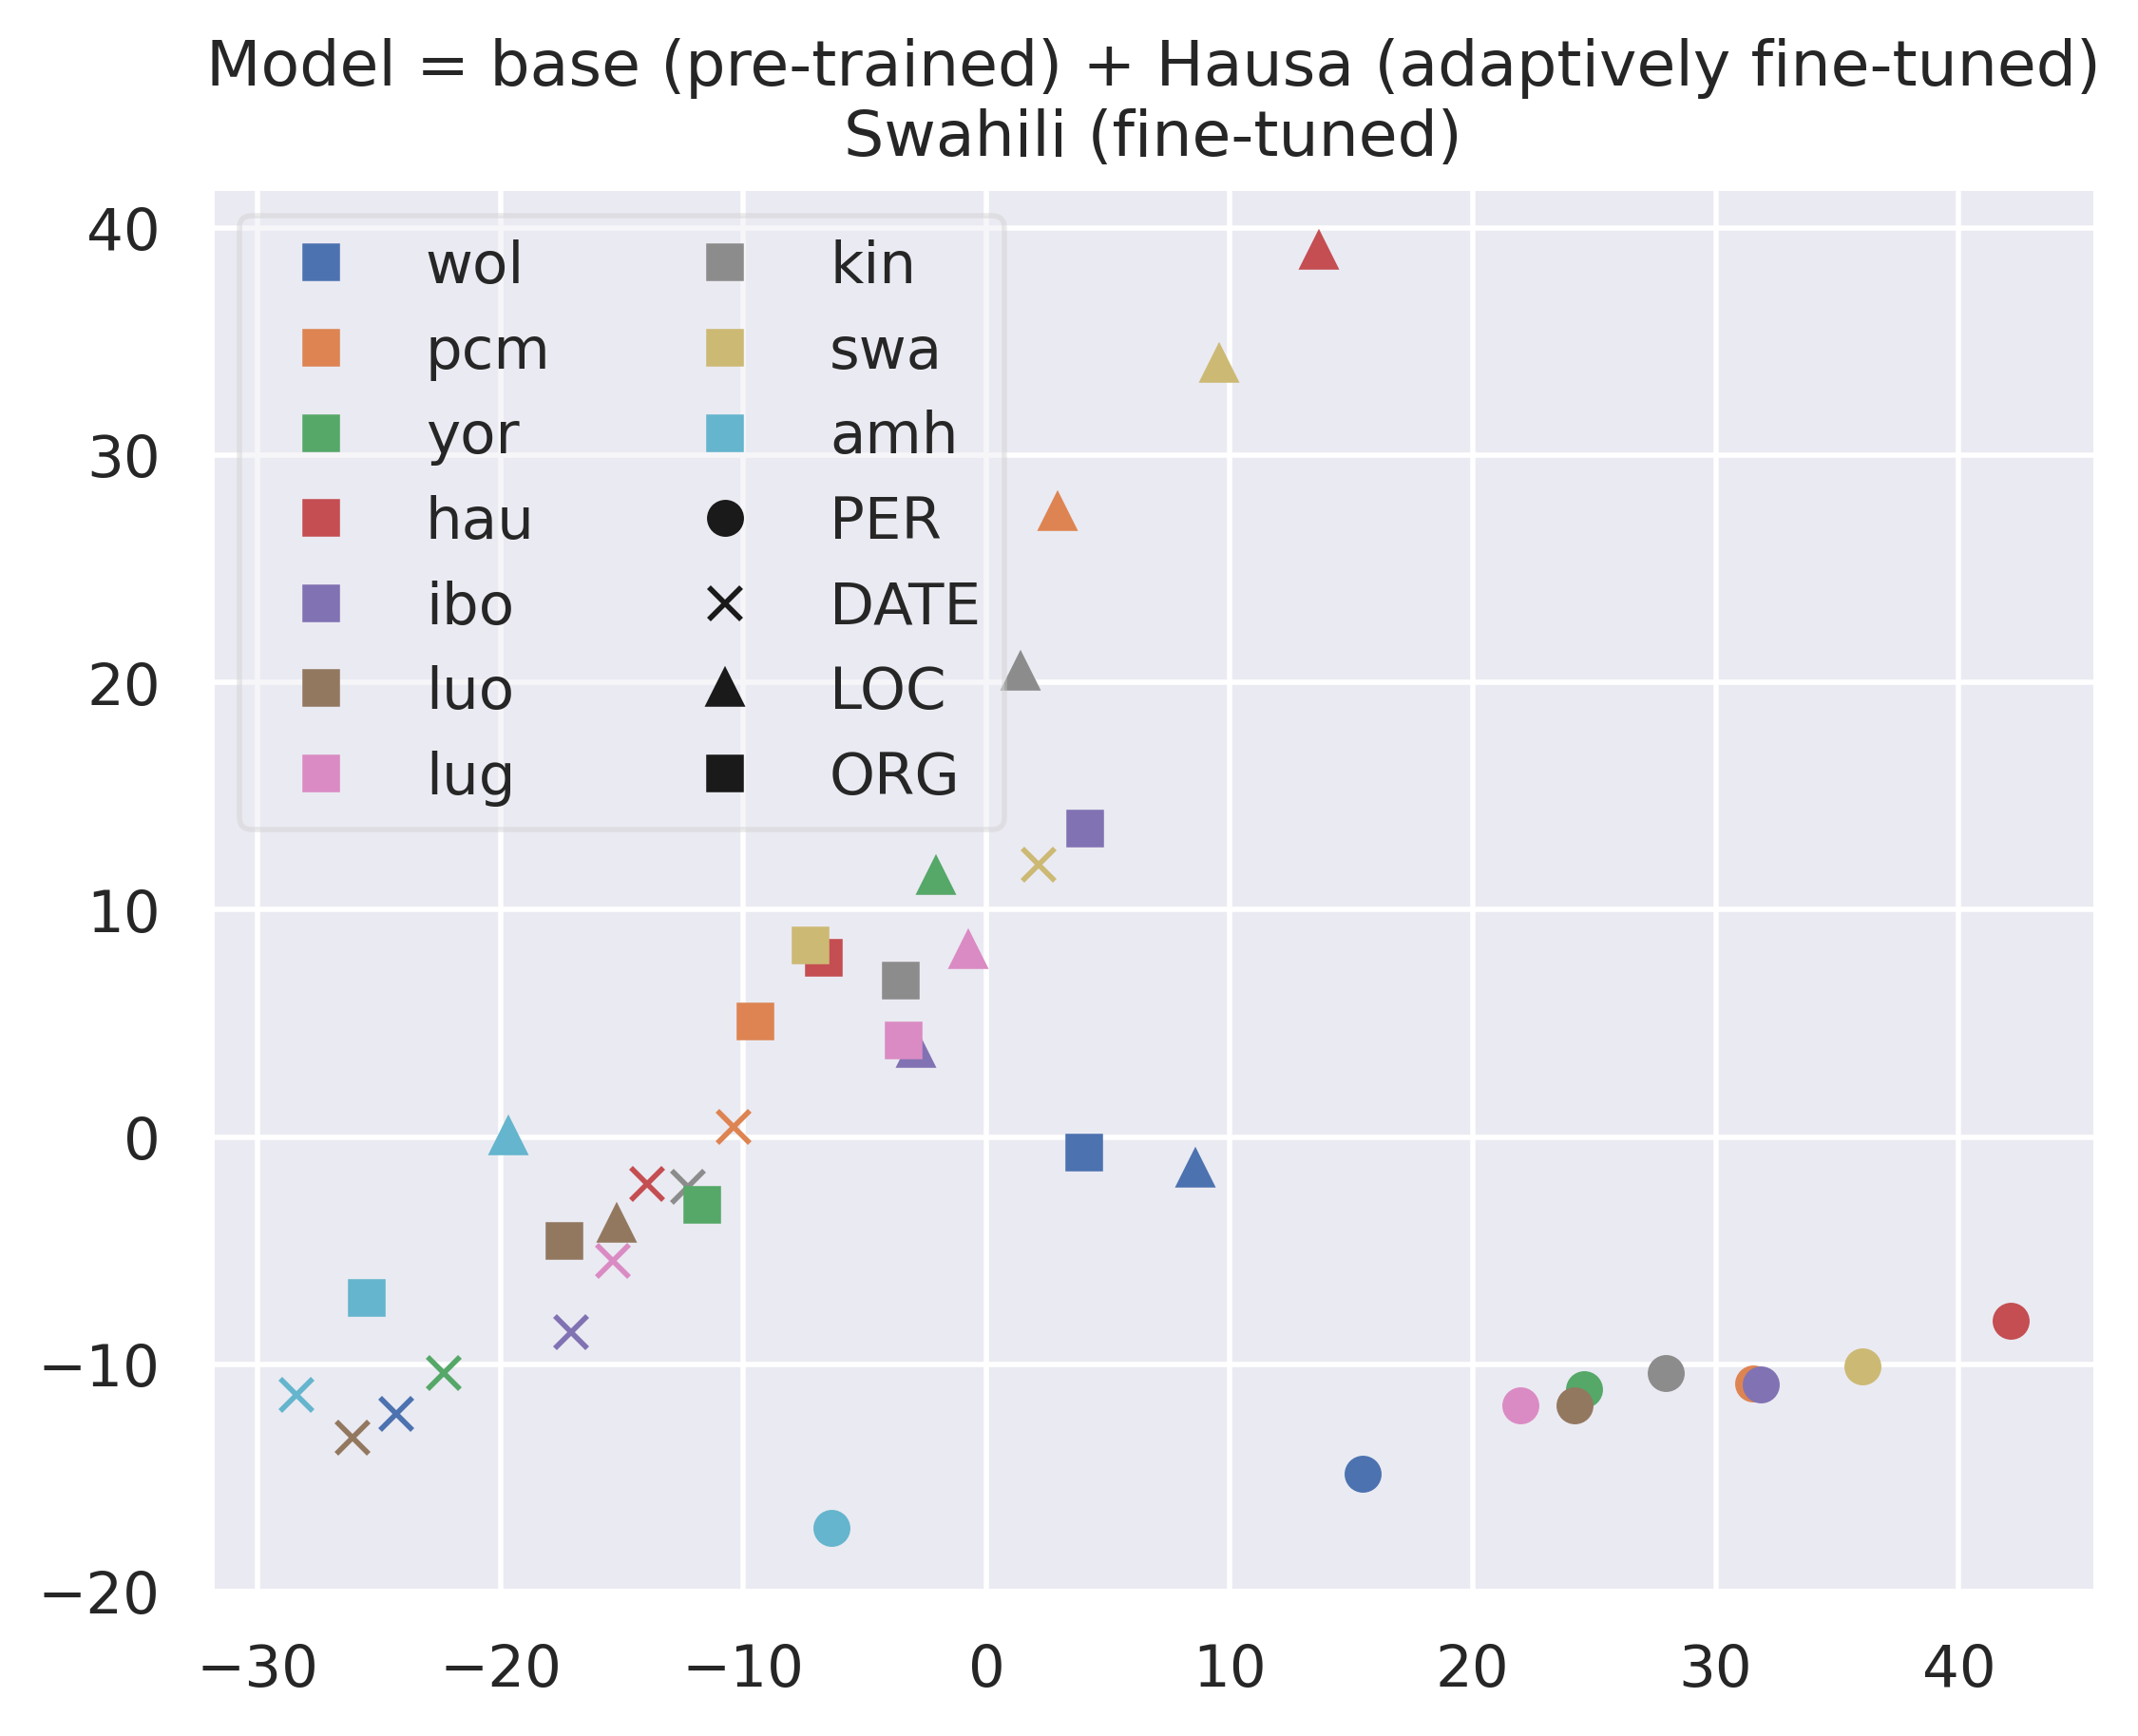 Model = base (pre-trained) + Hausa (adaptively fine-tuned)
Swahili (fine-tuned)
40
30
20
10
0
−10
−20
wol
pcm
yor
hau
ibo
luo
lug
kin
swa
amh
PER
DATE
LOC
ORG
−30
−20
−10
0
10
20
30
40